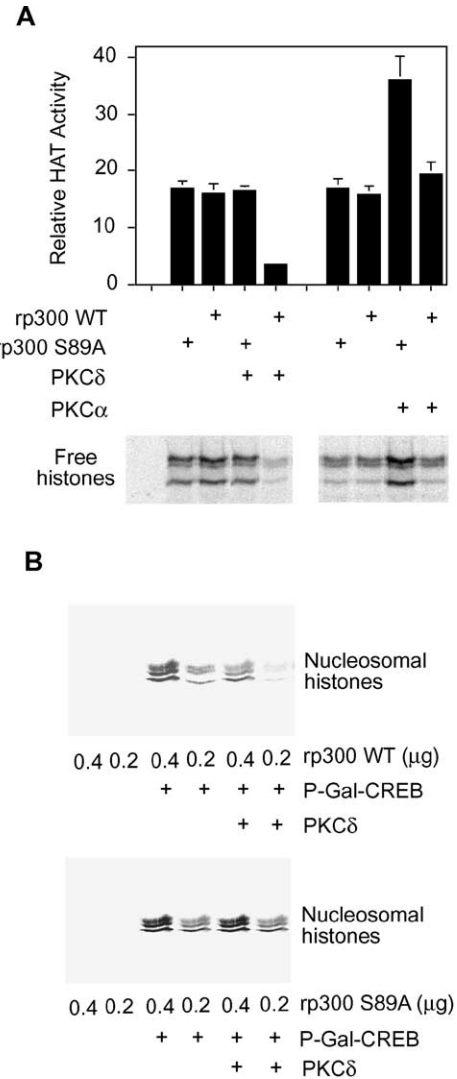 A
Relative HAT Activity
40
30
20
10
0
rp300 WT + + + +
rp300 S89A + + + +
PKCδ + +
PKCα + +
Free
histones
B
Nucleosomal
histones
0.4 0.2 0.4 0.2 0.4 0.2 rp300 WT (μg)
+ + + + P-Gal-CREB
+ + PKCδ
Nucleosomal
histones
0.4 0.2 0.4 0.2 0.4 0.2 rp300 S89A (μg)
+ + + + P-Gal-CREB
+ + PKCδ